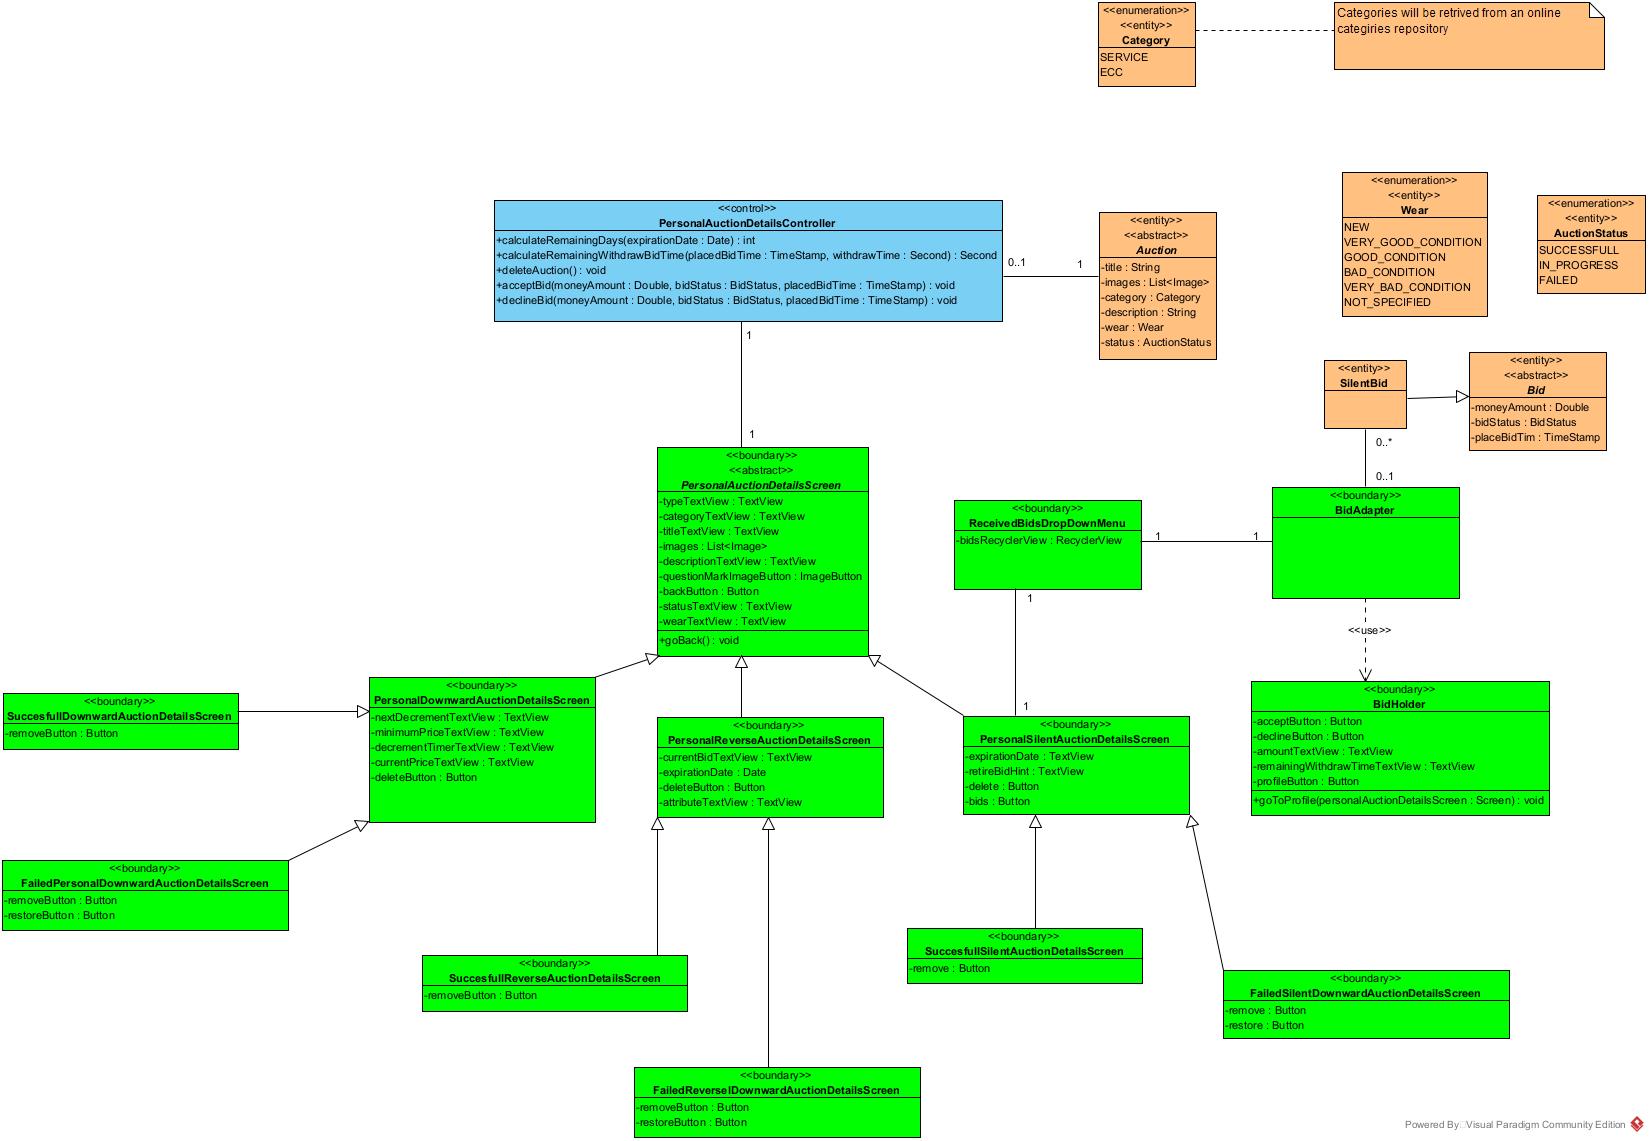 <<enumeration>>
<<entity>>
Category
SERVICE
ECC
Categories will be retrived from an online
categiries repository
<<control>>
PersonalAuctionDetailsController
+calculateRemainingDays(expirationDate : Date) : int
+calculateRemainingWithdrawBidTime(placedBidTime : TimeStamp, withdrawTime : Second) : Second
+deleteAuction() : void
+acceptBid(moneyAmount : Double, bidStatus : BidStatus, placedBidTime : TimeStamp) : void
+declineBid(moneyAmount : Double, bidStatus : BidStatus, placedBidTime : TimeStamp) : void
0..1
1
<<entity>>
<<abstract>>
Auction
-title : String
-images : List<Image>
-category : Category
-description : String
-wear : Wear
-status : AuctionStatus
<<enumeration>>
<<entity>>
Wear
NEW
VERY_GOOD_CONDITION
GOOD_CONDITION
BAD_CONDITION
VERY_BAD_CONDITION
NOT_SPECIFIED
<<enumeration>>
<<entity>>
AuctionStatus
SUCCESSFULL
IN_PROGRESS
FAILED
1
1
<<entity>>
SilentBid
<<entity>>
<<abstract>>
Bid
-moneyAmount : Double
-bidStatus : BidStatus
-placeBidTim : TimeStamp
0..*
0..1
<<boundary>>
<<abstract>>
PersonalAuctionDetailsScreen
-typeTextView : TextView
-categoryTextView : TextView
-titleTextView : TextView
-images : List<Image>
-descriptionTextView : TextView
-questionMarkImageButton : ImageButton
-backButton : Button
-statusTextView : TextView
-wearTextView : TextView
+goBack() : void
<<boundary>>
ReceivedBidsDropDownMenu
-bidsRecyclerView : RecyclerView
1
1
<<boundary>>
BidAdapter
1
1
<<use>>
<<boundary>>
BidHolder
-acceptButton : Button
-declineButton : Button
-amountTextView : TextView
-remainingWithdrawTimeTextView : TextView
-profileButton : Button
+goToProfile(personalAuctionDetailsScreen : Screen) : void
<<boundary>>
SuccesfullDownwardAuctionDetailsScreen
-removeButton : Button
<<boundary>>
PersonalDownwardAuctionDetailsScreen
-nextDecrementTextView : TextView
-minimumPriceTextView : TextView
-decrementTimerTextView : TextView
-currentPriceTextView : TextView
-deleteButton : Button
<<boundary>>
PersonalReverseAuctionDetailsScreen
-currentBidTextView : TextView
-expirationDate : Date
-deleteButton : Button
-attributeTextView : TextView
<<boundary>>
PersonalSilentAuctionDetailsScreen
-expirationDate : TextView
-retireBidHint : TextView
-delete : Button
-bids : Button
<<boundary>>
FailedPersonalDownwardAuctionDetailsScreen
-removeButton : Button
-restoreButton : Button
<<boundary>>
SuccesfullReverseAuctionDetailsScreen
-removeButton : Button
<<boundary>>
SuccesfullSilentAuctionDetailsScreen
-remove : Button
<<boundary>>
FailedSilentDownwardAuctionDetailsScreen
-remove : Button
-restore : Button
<<boundary>>
FailedReverselDownwardAuctionDetailsScreen
-removeButton : Button
-restoreButton : Button
Powered By Visual Paradigm Community Edition